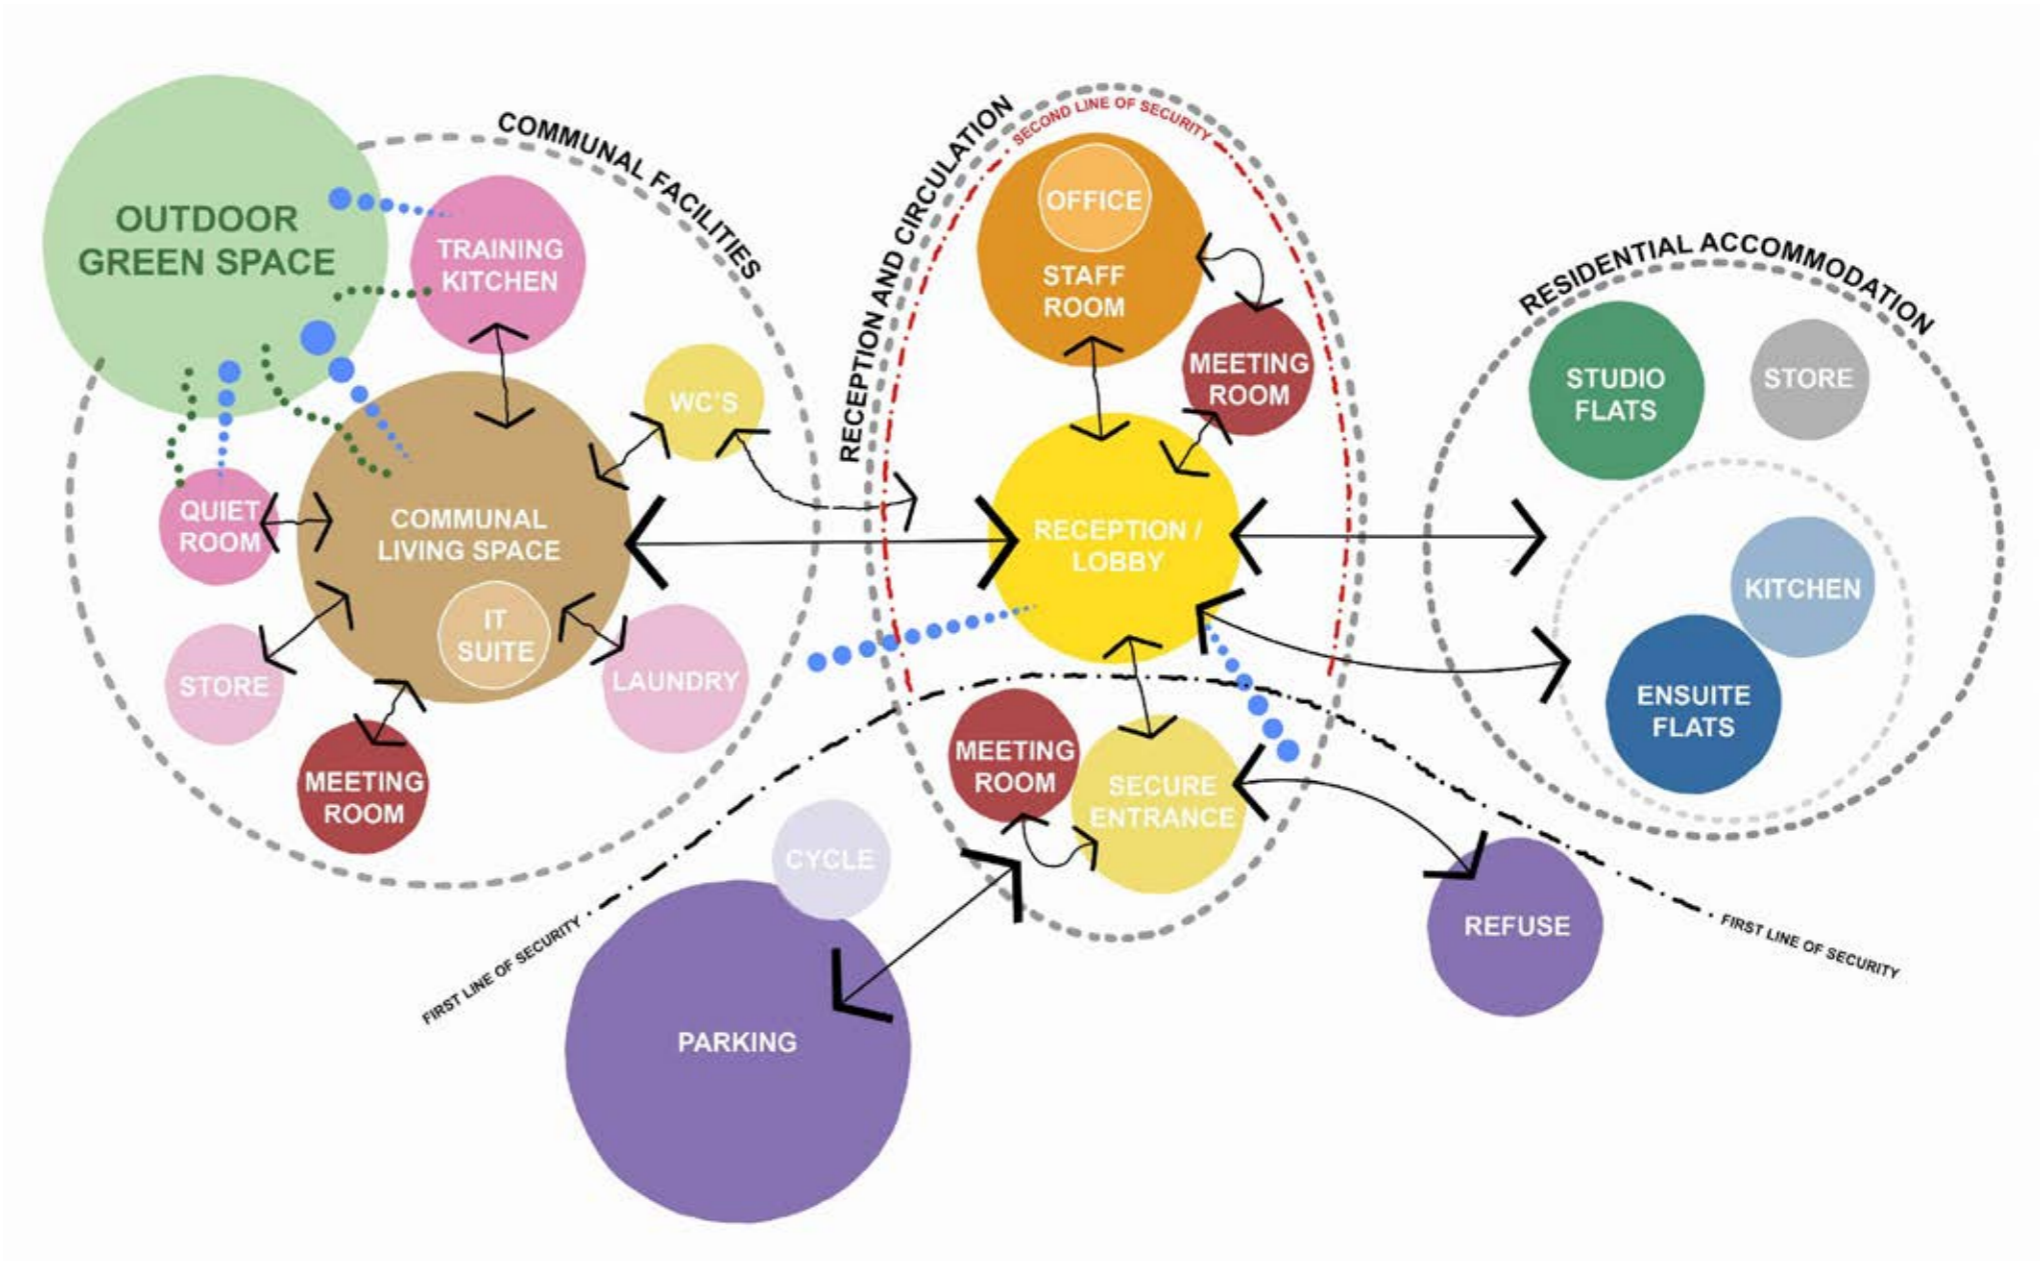 COMMUNAL FACILITIES
OUTDOOR
GREEN SPACE
TRAINING
KITCHEN
WC'S
QUIET
ROOM
COMMUNAL
LIVING SPACE
IT
SUITE
STORE
LAUNDRY
MEETING
ROOM
RECEPTION AND CIRCULATION
SECOND LINE OF SECURITY
OFFICE
STAFF
ROOM
MEETING
ROOM
RECEPTION /
LOBBY
MEETING
ROOM
SECURE
ENTRANCE
RESIDENTIAL ACCOMMODATION
STUDIO
FLATS
STORE
KITCHEN
ENSUITE
FLATS
CYCLE
PARKING
REFUSE
FIRST LINE OF SECURITY
FIRST LINE OF SECURITY